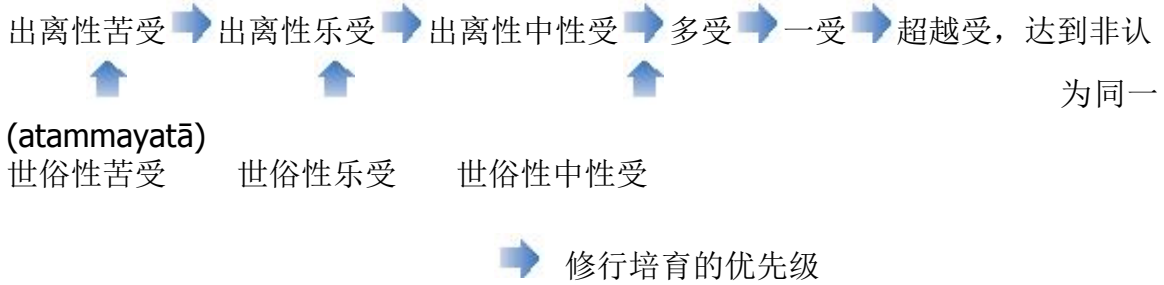 出离性苦受 出离性乐受 出离性中性受 多受 一受 超越受，达到非认
为同一
(atammayatā)
世俗性苦受 世俗性乐受 世俗性中性受
修行培育的优先级